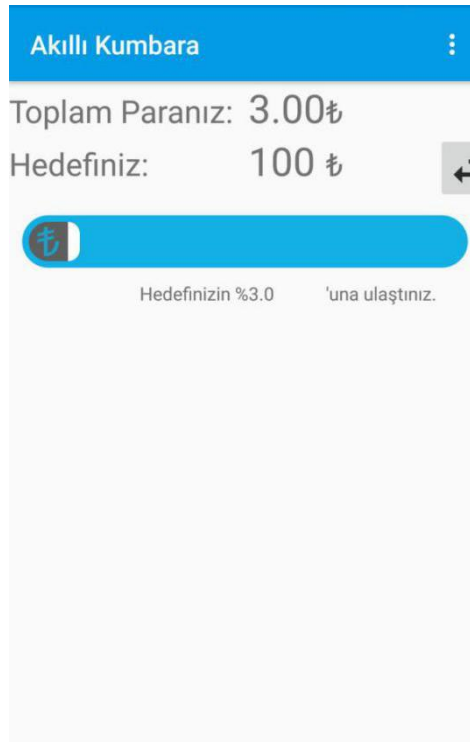 Akıllı Kumbara
Toplam Paranız: 3.00₺
Hedefiniz: 100 ₺
₺
Hedefinizin %3.0 'una ulaştınız.